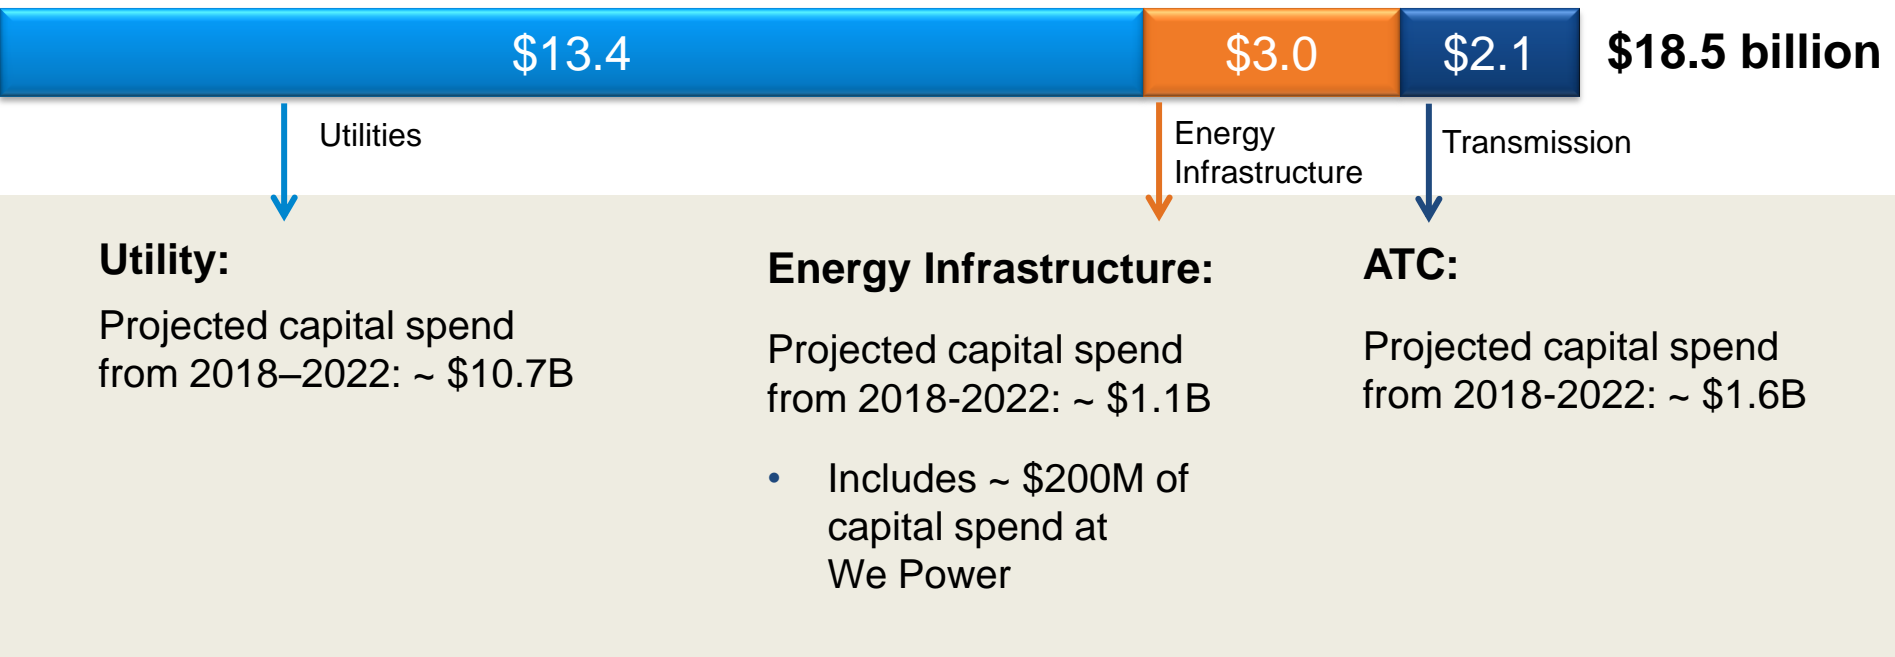 $13.4
$3.0
$2.1
$18.5 billion
Utilities
Energy
Infrastructure
Transmission
Utility:
Projected capital spend
from 2018–2022: ~ $10.7B
Energy Infrastructure:
Projected capital spend
from 2018-2022: ~ $1.1B
• Includes ~ $200M of
capital spend at
We Power
ATC:
Projected capital spend
from 2018-2022: ~ $1.6B